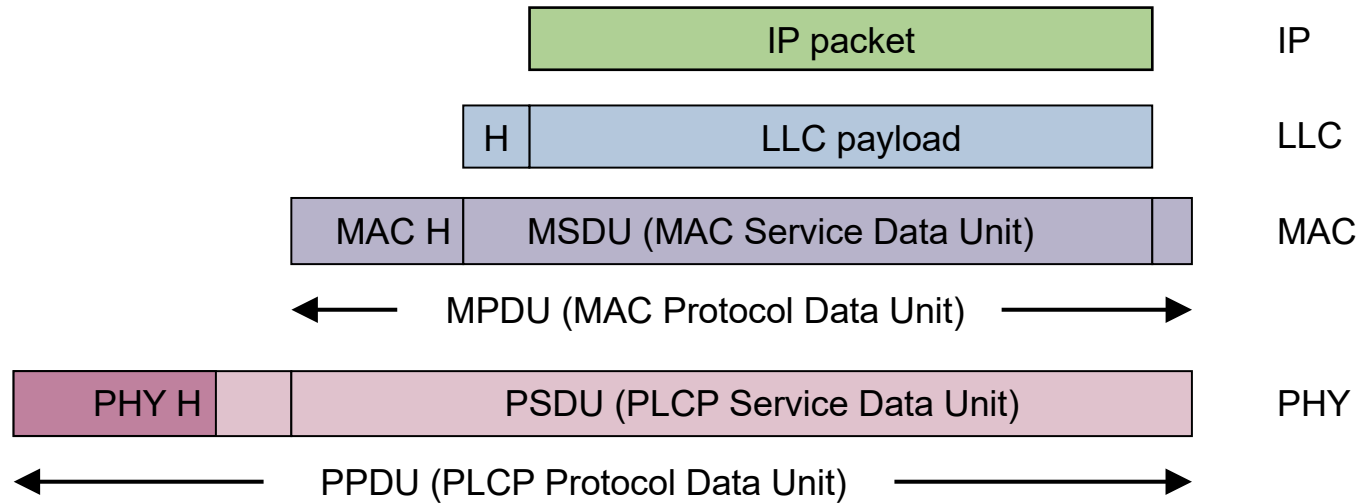 IP packet IP
H LLC payload LLC
MAC H MSDU (MAC Service Data Unit) MAC
MPDU (MAC Protocol Data Unit)
PHY H PSDU (PLCP Service Data Unit) PHY
PPDU (PLCP Protocol Data Unit)